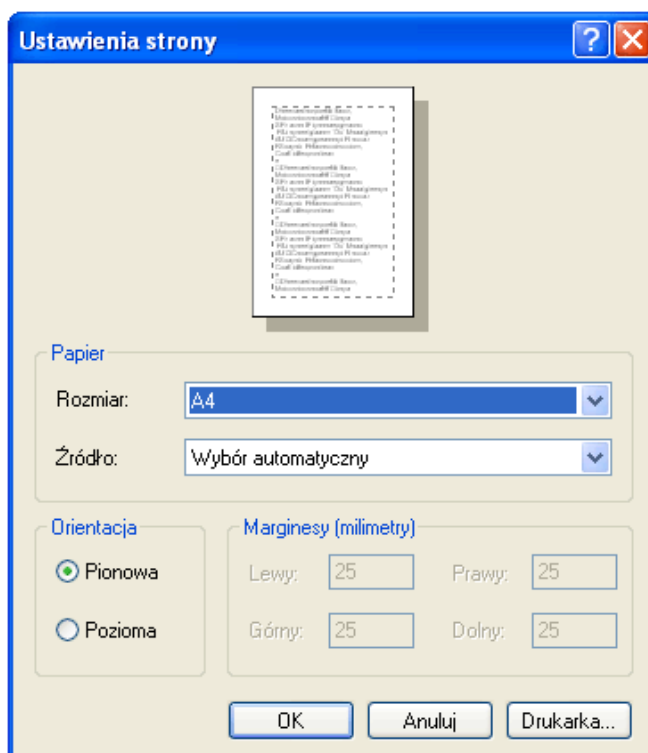 Ustawienia strony
Papier
Rozmiar: A4
Źródło: Wybór automatyczny
Orientacja Marginesy (milimetry)
Pionowa Lewy: 25 Prawy: 25
Pozioma Górny: 25 Dolny: 25
OK Anuluj Drukarka...